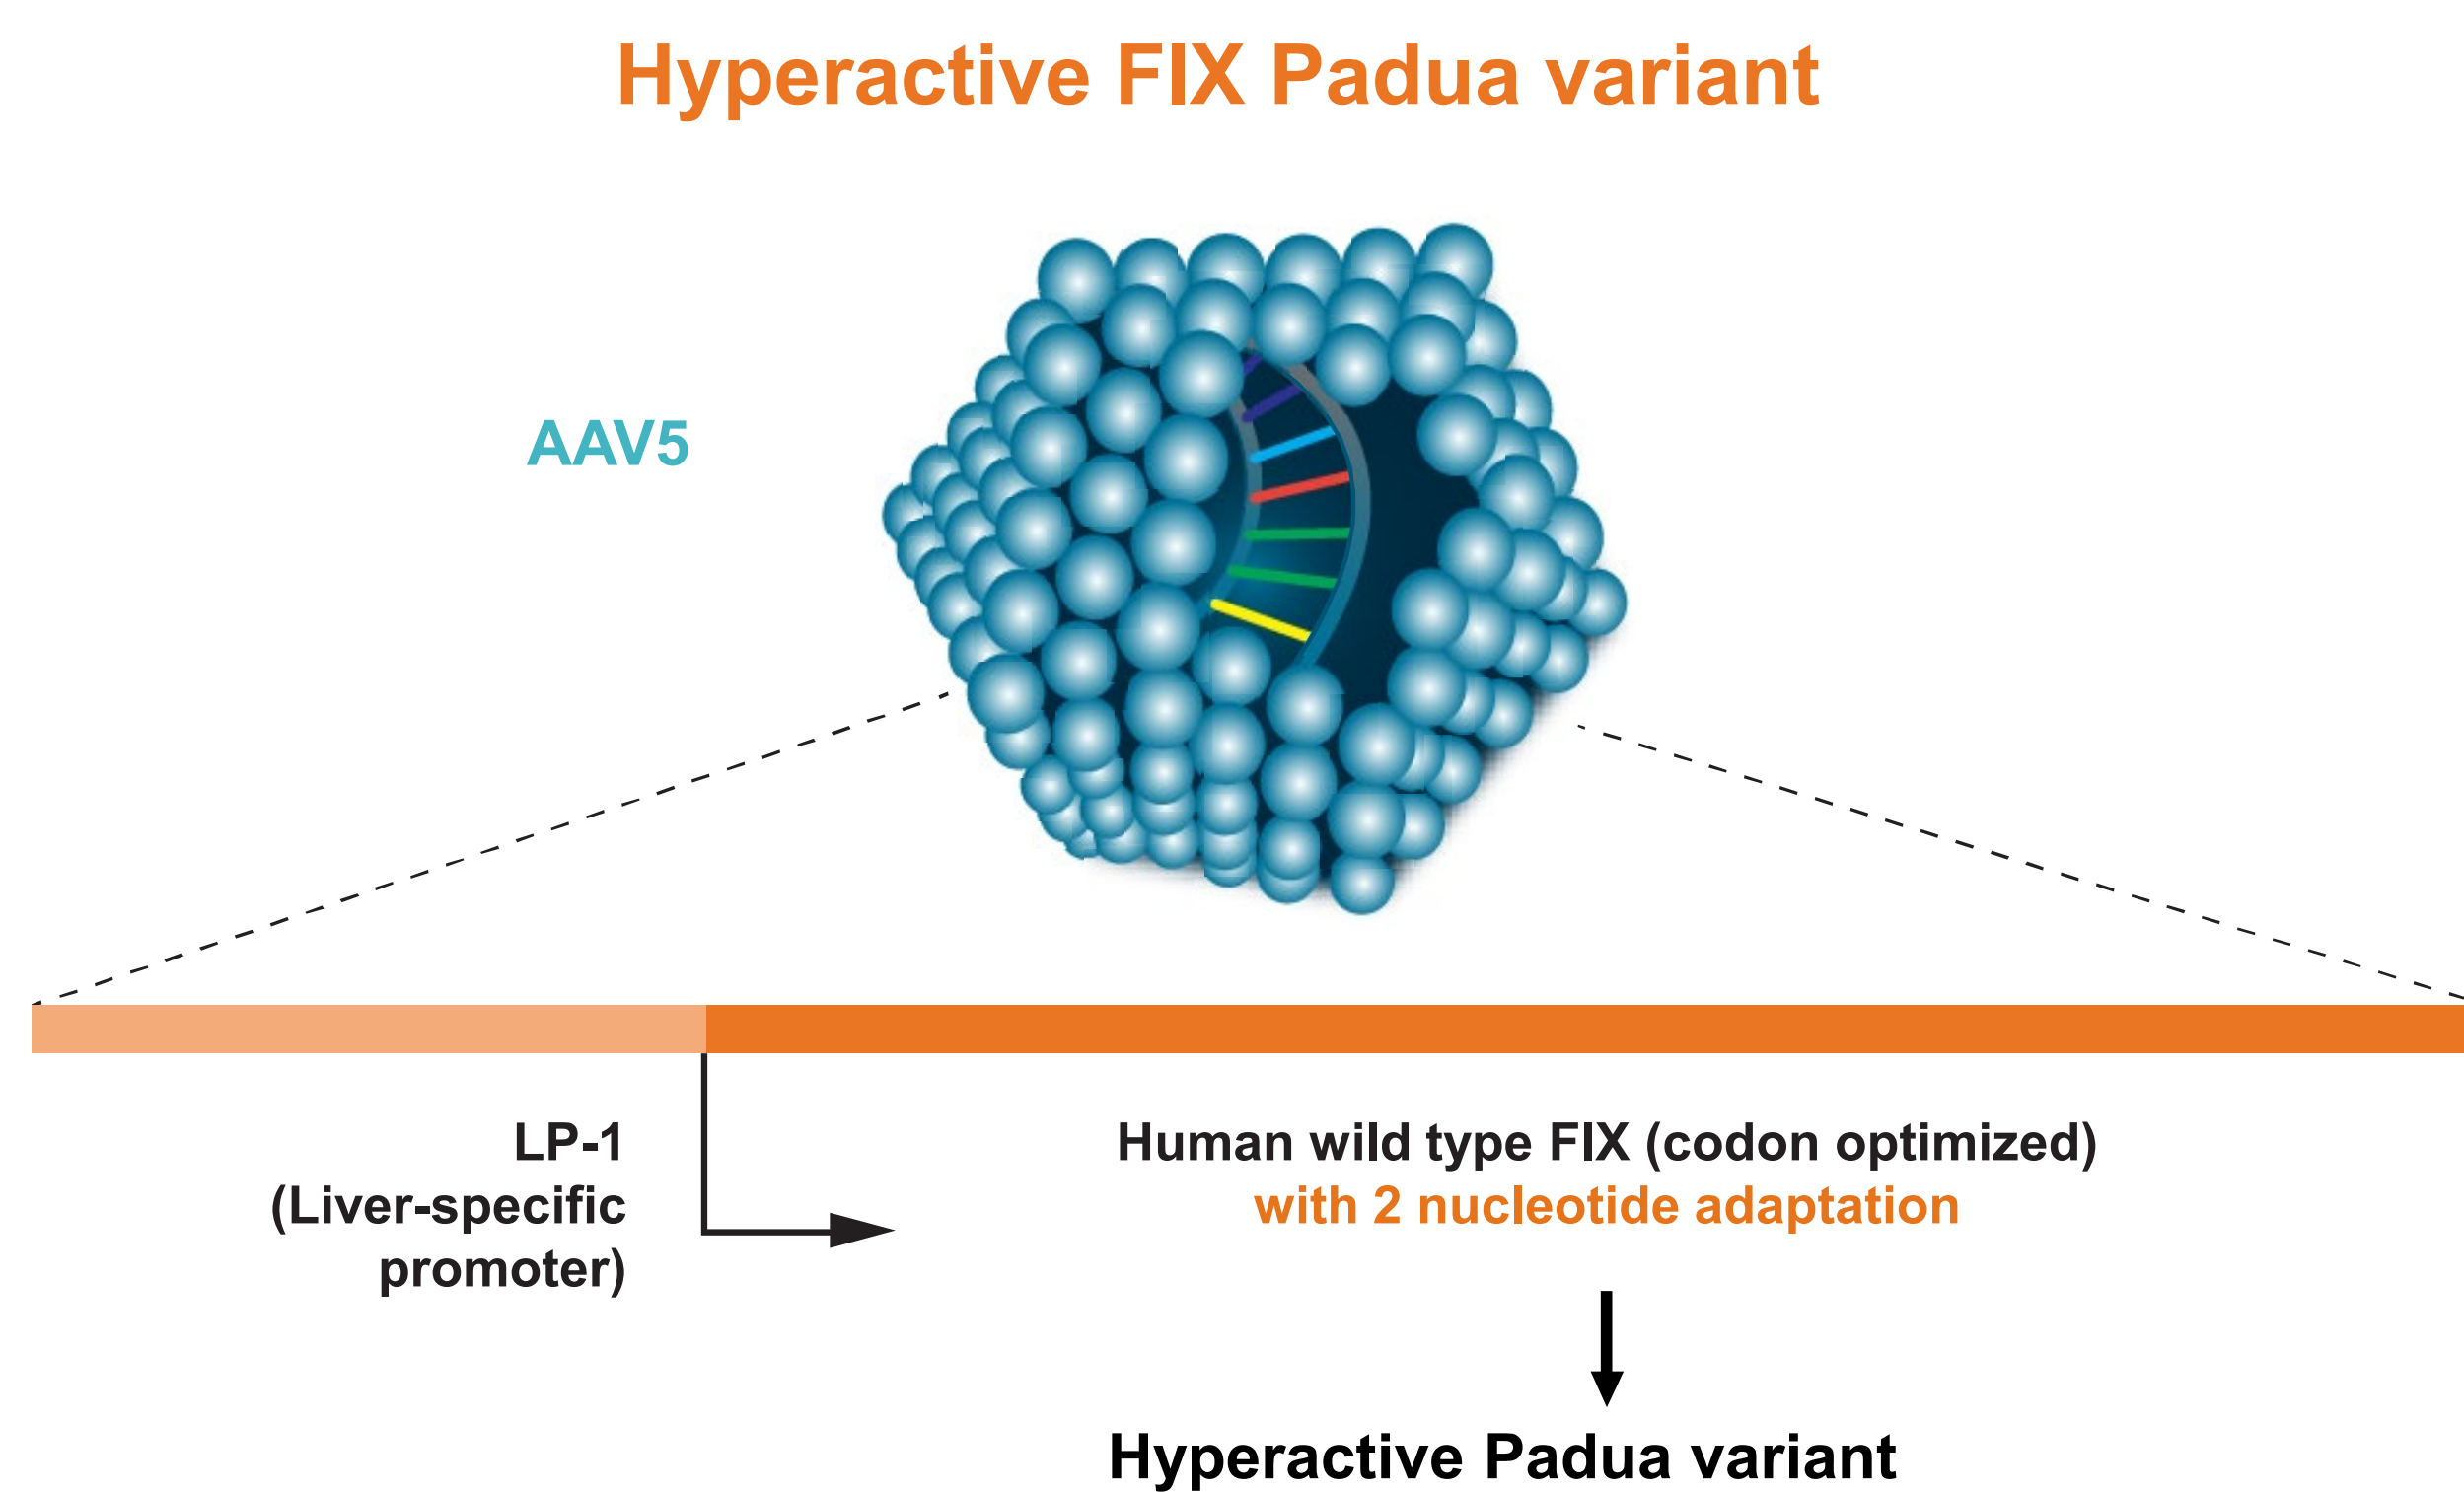 Hyperactive FIX Padua variant
AAV5
LP-1
(Liver-specific
promoter)
Human wild type FIX (codon optimized)
with 2 nucleotide adaptation
Hyperactive Padua variant